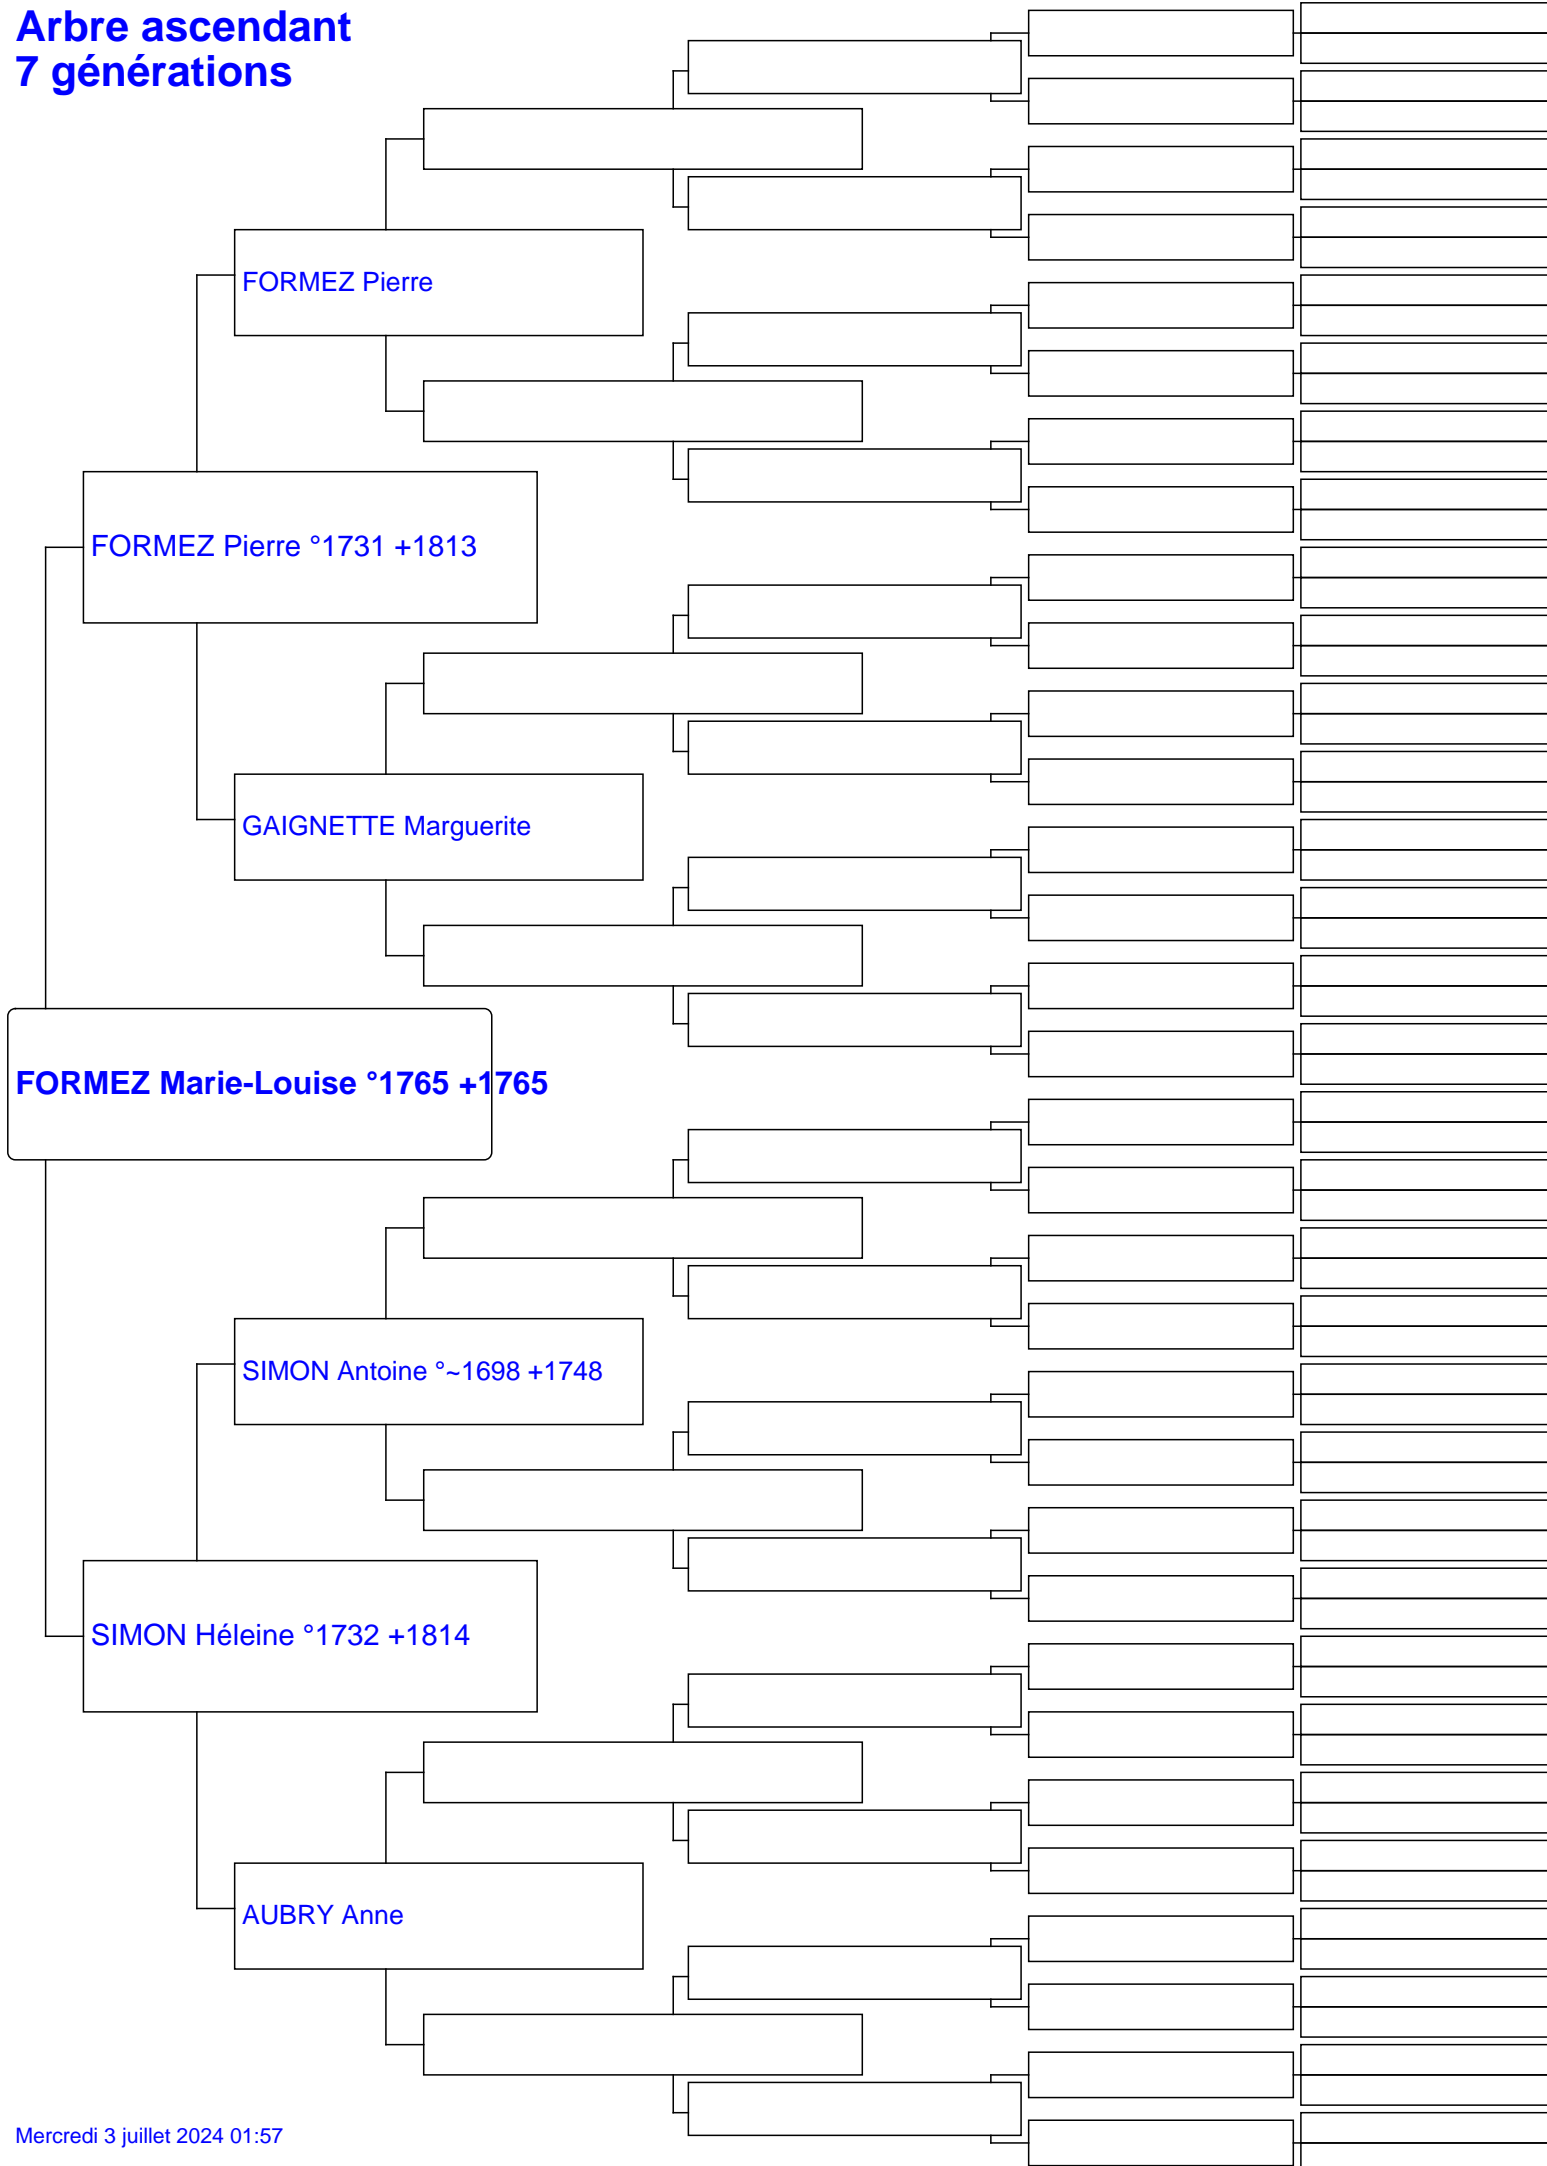 Arbre ascendant
7 générations
FORMEZ Pierre
FORMEZ Pierre °1731 +1813
GAIGNETTE Marguerite
FORMEZ Marie-Louise °1765 +1765
SIMON Antoine °~1698 +1748
SIMON Héleine °1732 +1814
AUBRY Anne
Mercredi 3 juillet 2024 01:57